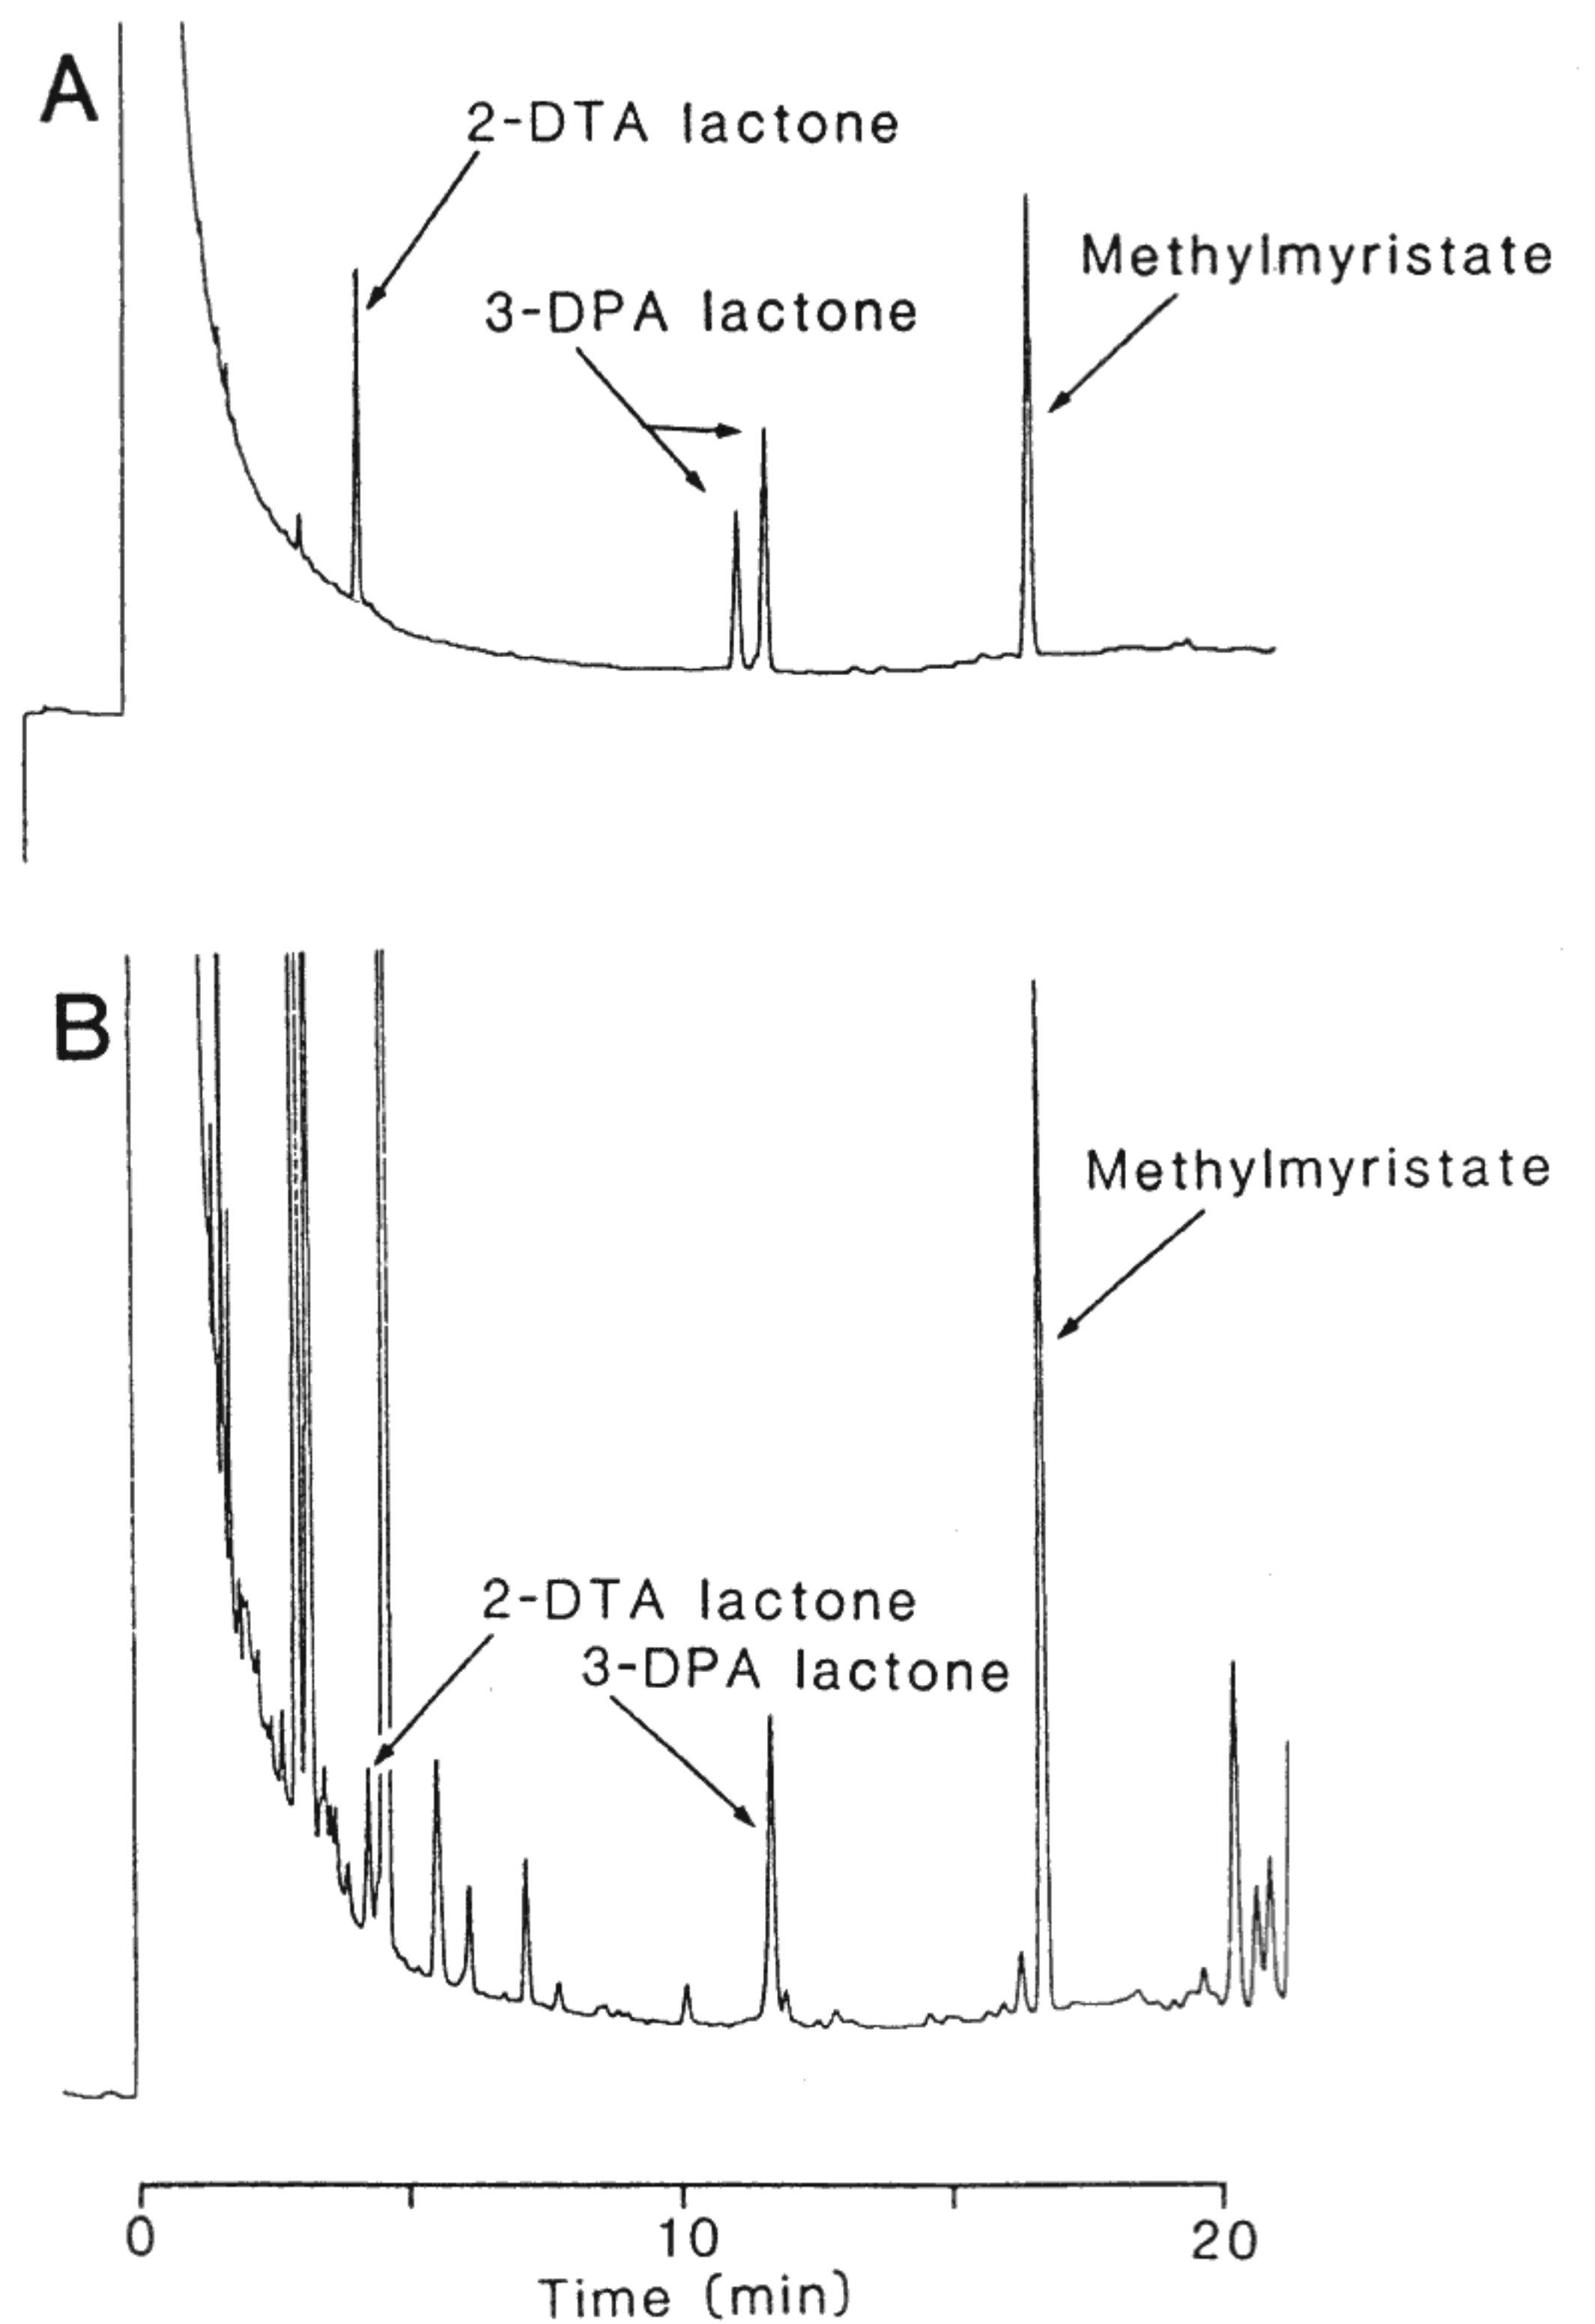 A
2-DTA lactone
3-DPA lactone
Methylmyristate
B
Methylmyristate
2-DTA lactone
3-DPA lactone
0 10 20
Time (min)